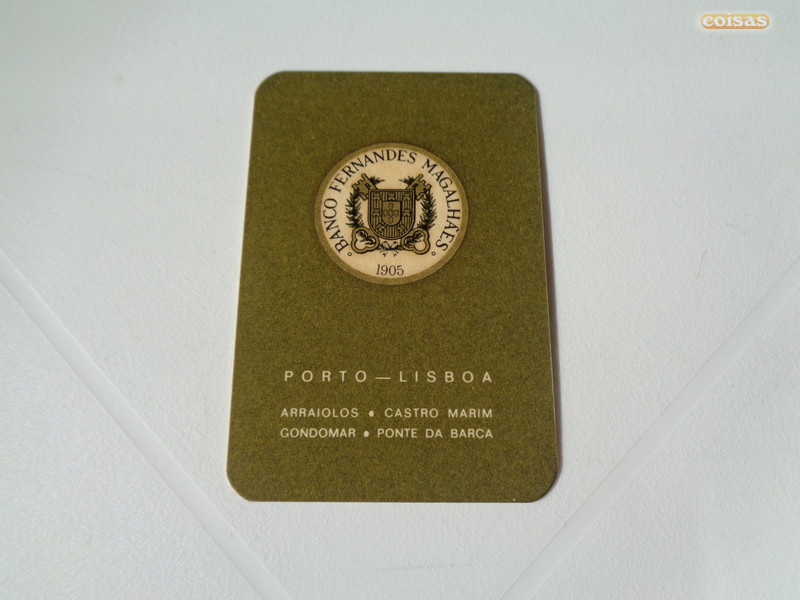 coisas
BANCO FERNANDES MAGALHÃES
1905
PORTO — LISBOA
ARRAIOLOS • CASTRO MARIM
GONDOMAR • PONTE DA BARCA